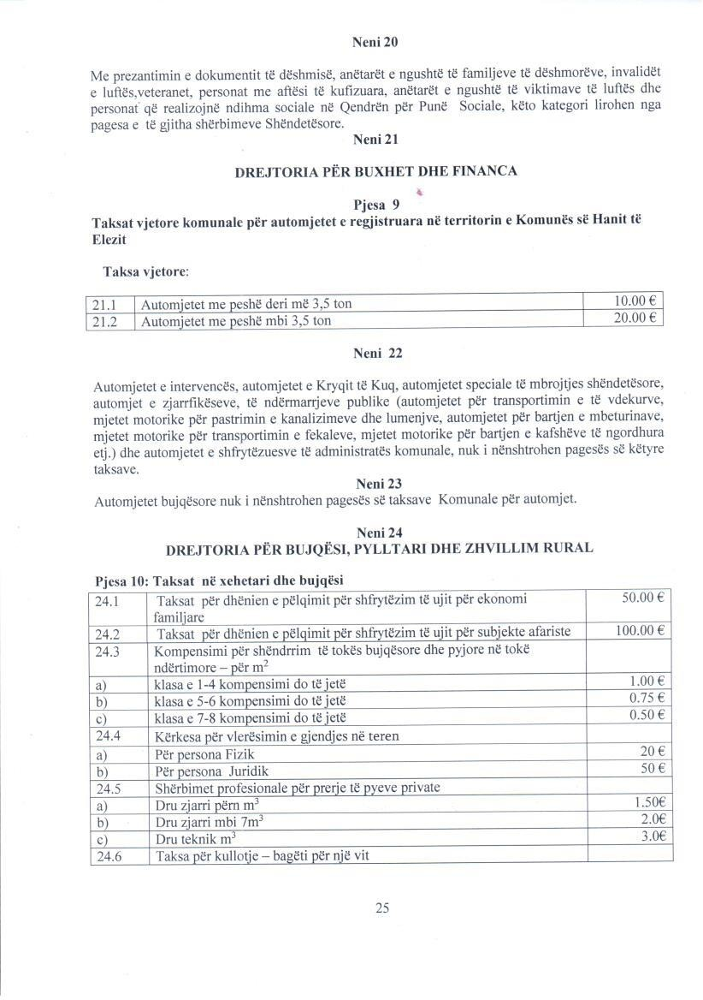 Neni 20
Me prezantimin e dokumentit të dëshmisë, anëtarët e ngushtë të familjeve të dëshmorëve, invalidët
e luftës,veteranet, personat me aftësi të kufizuara, anëtarët e ngushtë të viktimave të luftës dhe
personat që realizojnë ndihma sociale në Qendrën për Punë Sociale, këto kategori lirohen nga
pagesa e të gjitha shërbimeve Shëndetësore.
Neni 21
DREJTORIA PËR BUXHET DHE FINANCA
Pjesa 9
Taksat vjetore komunale për automjetet e regjistruara në territorin e Komunës së Hanit të
Elezit
Taksa vjetore:
21.1 Automjetet me peshë deri më 3,5 ton 10.00 €
21.2 Automjetet me peshë mbi 3,5 ton 20.00 €
Neni 22
Automjetet e intervencës, automjetet e Kryqit të Kuq, automjetet speciale të mbrojtjes shëndetësore,
automjet e zjarrfikëseve, të ndërmarrjeve publike (automjetet për transportimin e të vdekurve,
mjetet motorike për pastrimin e kanalizimeve dhe lumenjve, automjetet për bartjen e mbeturinave,
mjetet motorike për transportimin e fekaleve, mjetet motorike për bartjen e kafshëve të ngordhura
etj.) dhe automjetet e shfrytëzuesve të administratës komunale, nuk i nënshtrohen pagesës së këtyre
taksave.
Neni 23
Automjetet bujqësore nuk i nënshtrohen pagesës së taksave Komunale për automjet.
Neni 24
DREJTORIA PËR BUJQËSI, PYLLTARI DHE ZHVILLIM RURAL
Pjesa 10: Taksat në xehetari dhe bujqësi
24.1 Taksat për dhënien e pëlqimit për shfrytëzim të ujit për ekonomi 50.00 €
familjare
24.2 Taksat për dhënien e pëlqimit për shfrytëzim të ujit për subjekte afariste 100.00 €
24.3 Kompensimi për shëndrrim të tokës bujqësore dhe pyjore në tokë
ndërtimore – për m²
a) klasa e 1-4 kompensimi do të jetë 1.00 €
b) klasa e 5-6 kompensimi do të jetë 0.75 €
c) klasa e 7-8 kompensimi do të jetë 0.50 €
24.4 Kërkesa për vlerësimin e gjendjes në teren
a) Për persona Fizik 20 €
b) Për persona Juridik 50 €
24.5 Shërbimet profesionale për prerje të pyeve private
a) Dru zjarri përn m³ 1.50€
b) Dru zjarri mbi 7m³ 2.0€
c) Dru teknik m³ 3.0€
24.6 Taksa për kullotje – bagëti për një vit
25